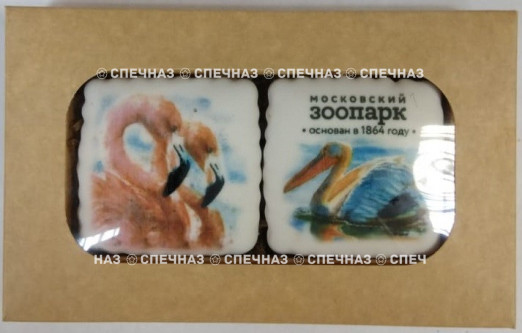 СПЕЧНАЗ СПЕЧНАЗ СПЕЧНАЗ СПЕЧНАЗ
МОСКОВСКИЙ
ЗООПАРК
• основан в 1864 году •
НАЗ СПЕЧНАЗ СПЕЧНАЗ СПЕЧНАЗ СПЕЧ